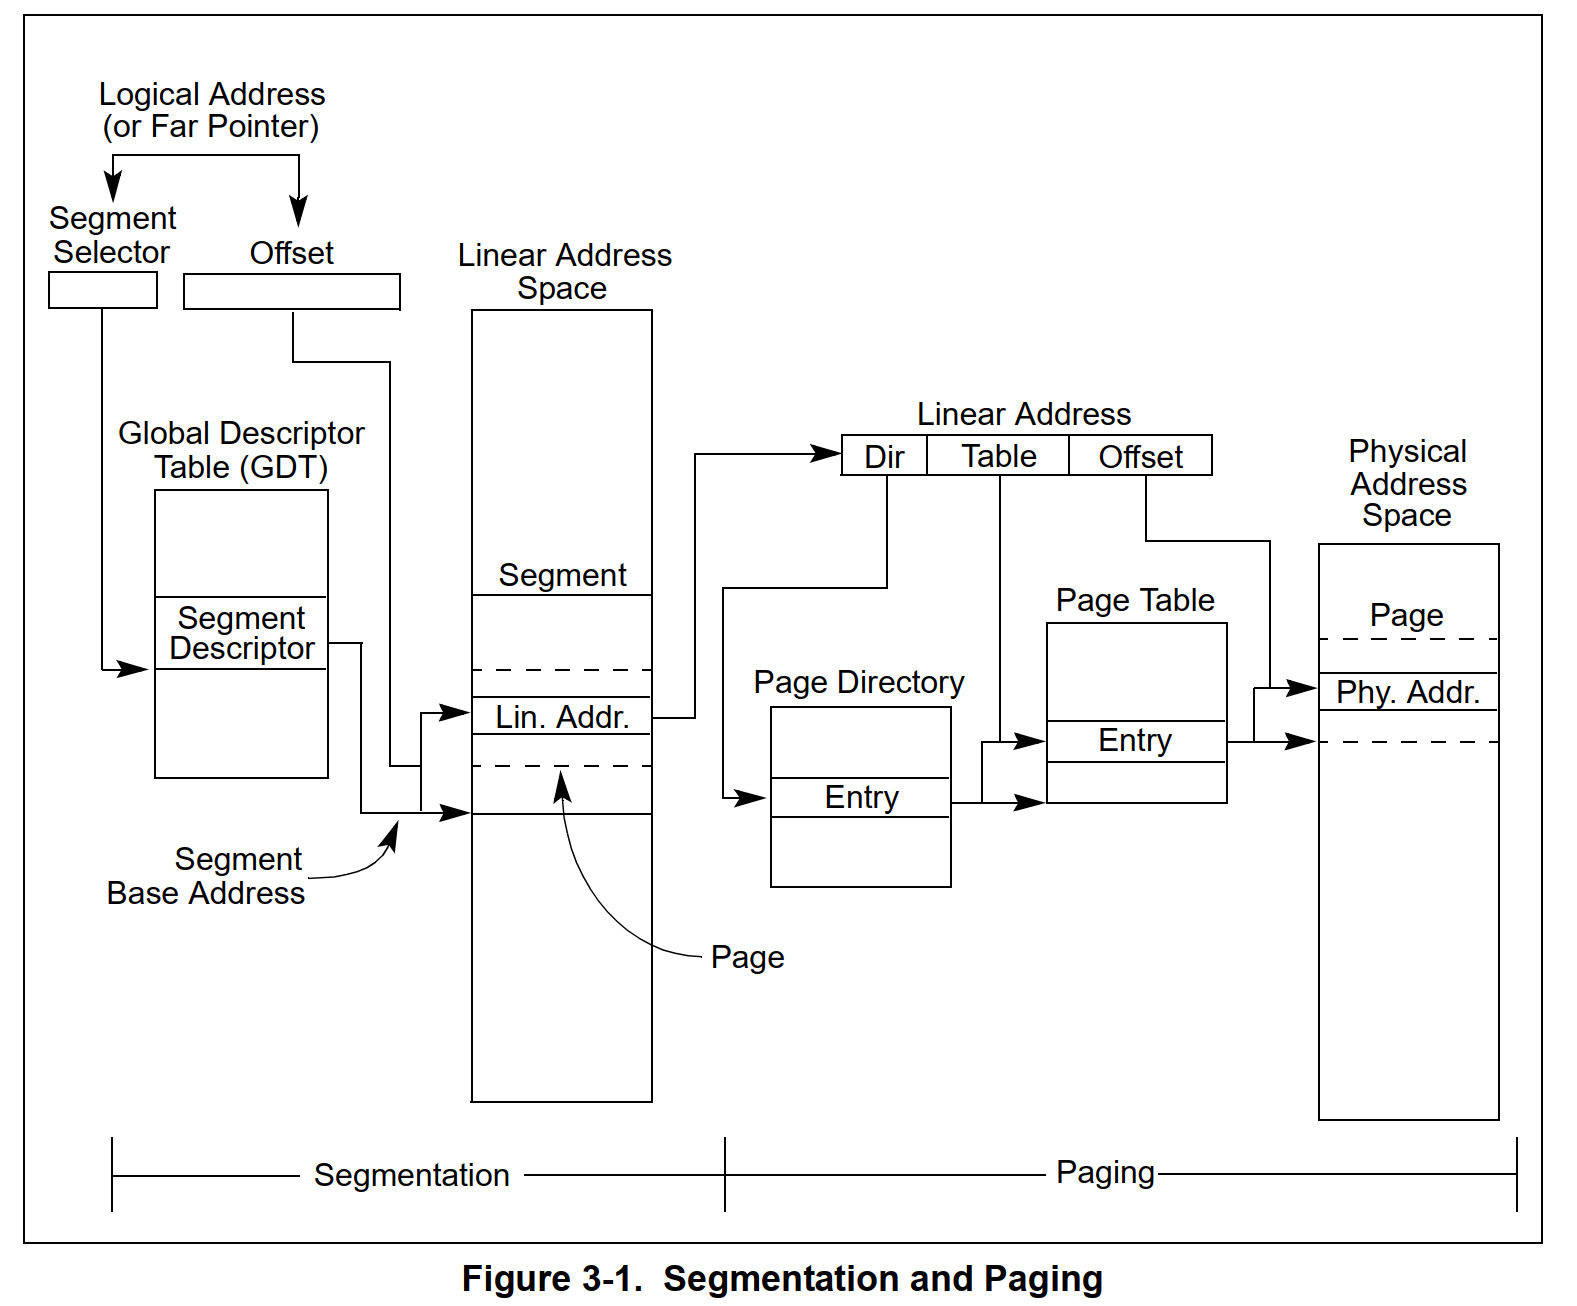 Logical Address
(or Far Pointer)
Segment
Selector
Offset
Linear Address
Space
Global Descriptor
Table (GDT)
Segment
Descriptor
Segment
Lin. Addr.
Segment
Base Address
Page
Linear Address
Dir
Table
Offset
Page Directory
Entry
Page Table
Entry
Physical
Address
Space
Page
Phy. Addr.
Segmentation
Paging
Figure 3-1.  Segmentation and Paging